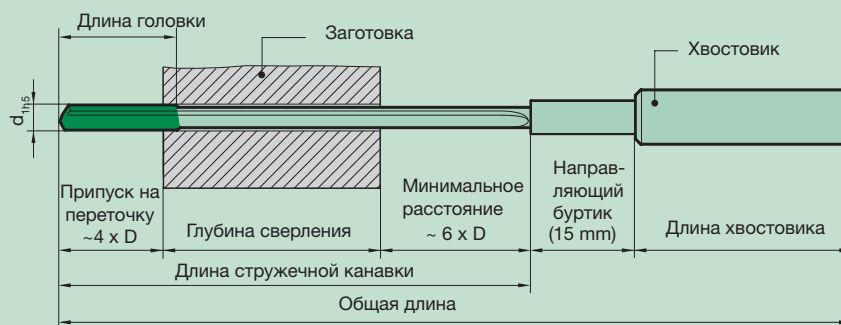 Длина головки
Заготовка
Хвостовик
d1h5
Припуск на
переточку
~4 x D
Глубина сверления
Минимальное
расстояние
~ 6 x D
Направ-
ляющий
буртик
(15 mm)
Длина хвостовика
Длина стружечной канавки
Общая длина